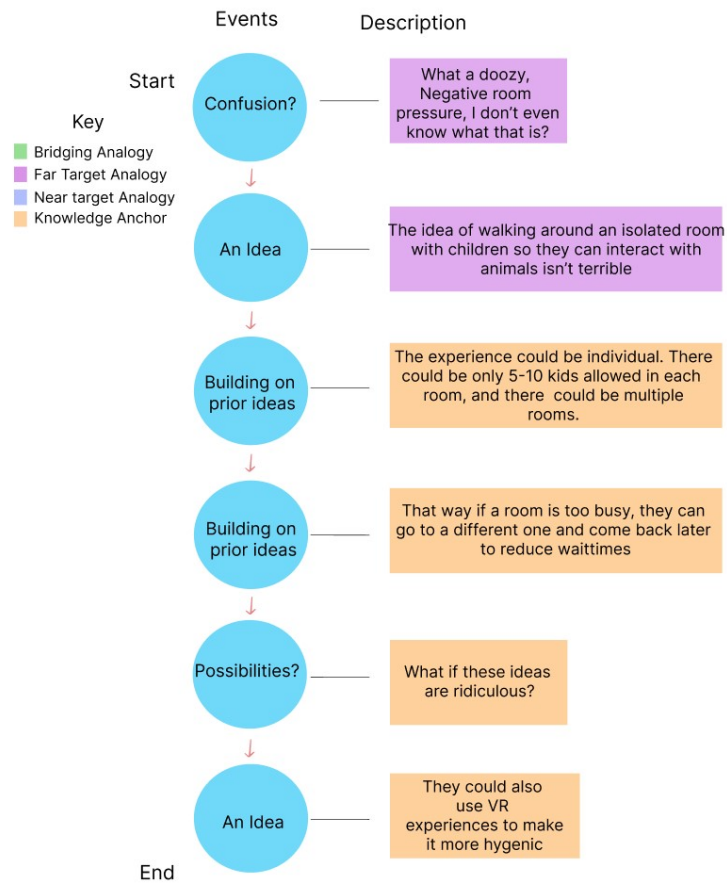 Events
Description
Start
Confusion?
What a doozy,
Negative room
pressure, I don't even
know what that is?
Key
Bridging Analogy
Far Target Analogy
Near target Analogy
Knowledge Anchor
An Idea
The idea of walking around an isolated room
with children so they can interact with
animals isn't terrible
Building on
prior ideas
The experience could be individual. There
could be only 5-10 kids allowed in each
room, and there could be multiple
rooms.
Building on
prior ideas
That way if a room is too busy, they can
go to a different one and come back later
to reduce waittimes
Possibilities?
What if these ideas
are ridiculous?
An Idea
They could also
use VR
experiences to make
it more hygenic
End